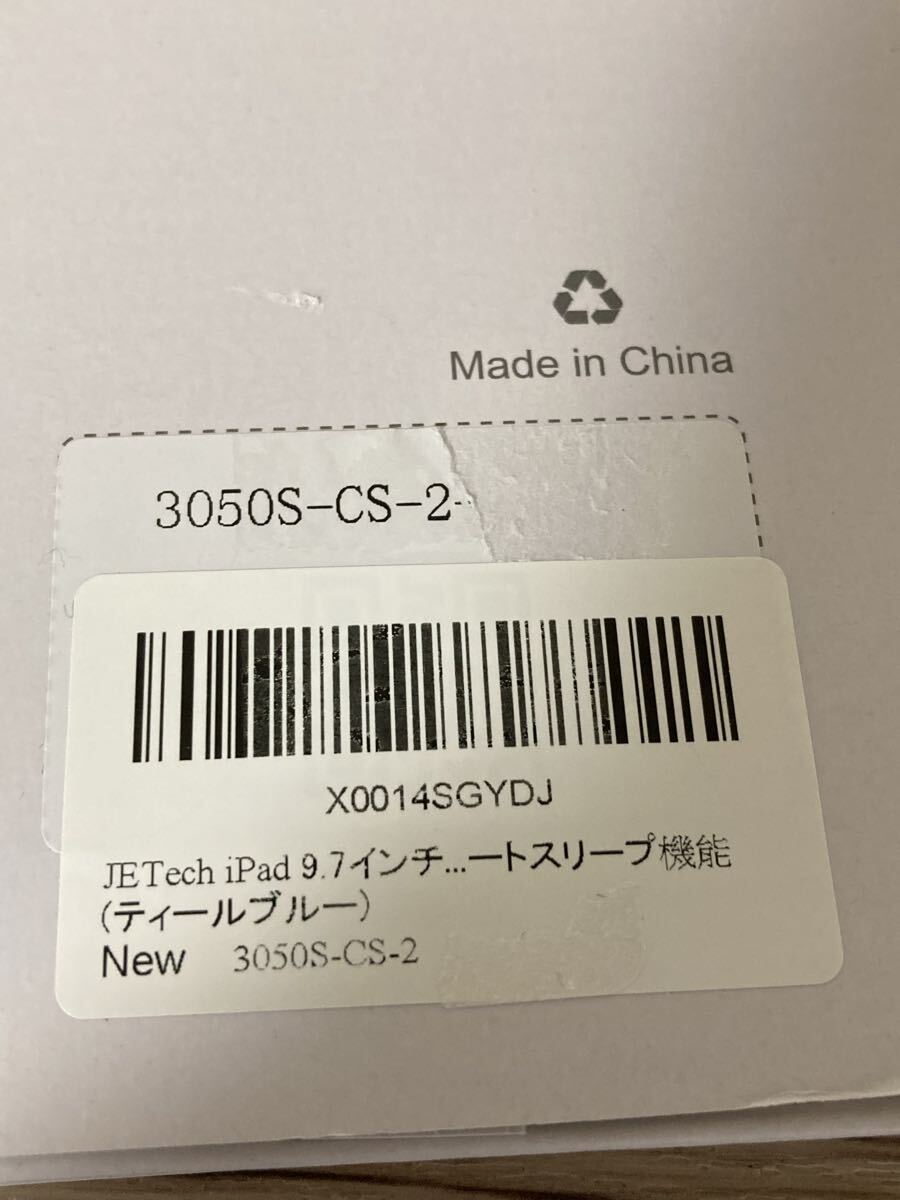 Made in China
3050S-CS-2
X0014SGYDJ
JETech iPad 9.7インチ...ートスリープ機能
(ティールブルー)
New 3050S-CS-2